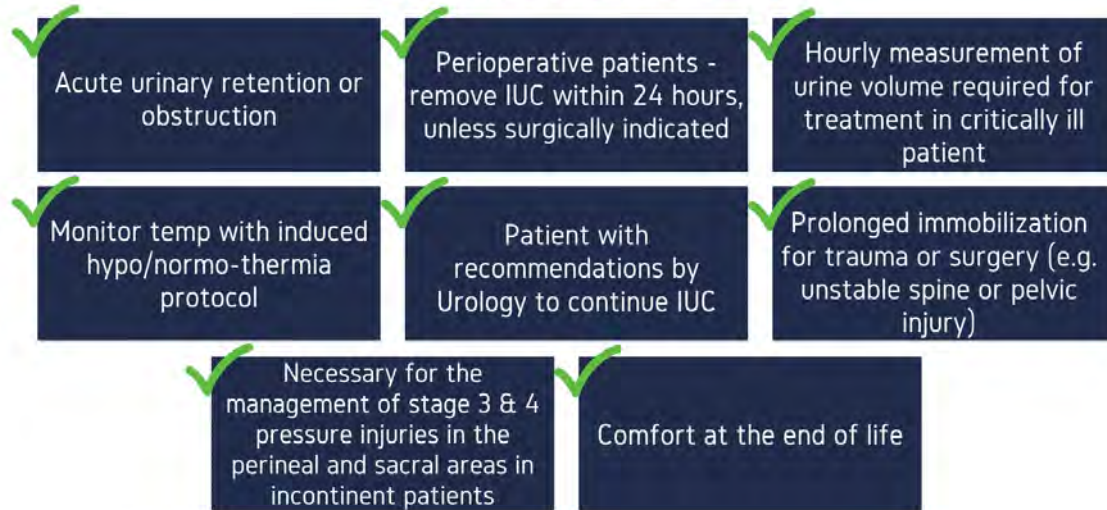 Acute urinary retention or
obstruction
Perioperative patients -
remove IUC within 24 hours,
unless surgically indicated
Hourly measurement of
urine volume required for
treatment in critically ill
patient
Monitor temp with induced
hypo/normo-thermia
protocol
Patient with
recommendations by
Urology to continue IUC
Prolonged immobilization
for trauma or surgery (e.g.
unstable spine or pelvic
injury)
Necessary for the
management of stage 3 & 4
pressure injuries in the
perineal and sacral areas in
incontinent patients
Comfort at the end of life